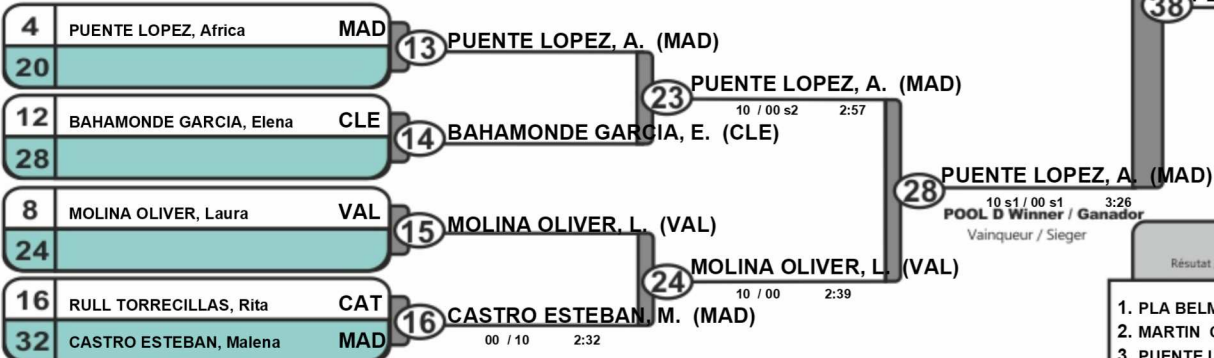 38
4 PUENTE LOPEZ, Africa MAD
20
13 PUENTE LOPEZ, A. (MAD)
12 BAHAMONDE GARCIA, Elena CLE
28
14 BAHAMONDE GARCIA, E. (CLE)
23 PUENTE LOPEZ, A. (MAD)
10 / 00 s2 2:57
8 MOLINA OLIVER, Laura VAL
24
15 MOLINA OLIVER, L. (VAL)
16 RULL TORRECILLAS, Rita CAT
32 CASTRO ESTEBAN, Malena MAD
16 CASTRO ESTEBAN, M. (MAD)
00 / 10 2:32
24 MOLINA OLIVER, L. (VAL)
10 / 00 2:39
28 PUENTE LOPEZ, A. (MAD)
10 s1 / 00 s1 3:26
POOL D Winner / Ganador
Vainqueur / Sieger
Résutat
1. PLA BELM
2. MARTIN
3. PUENTE